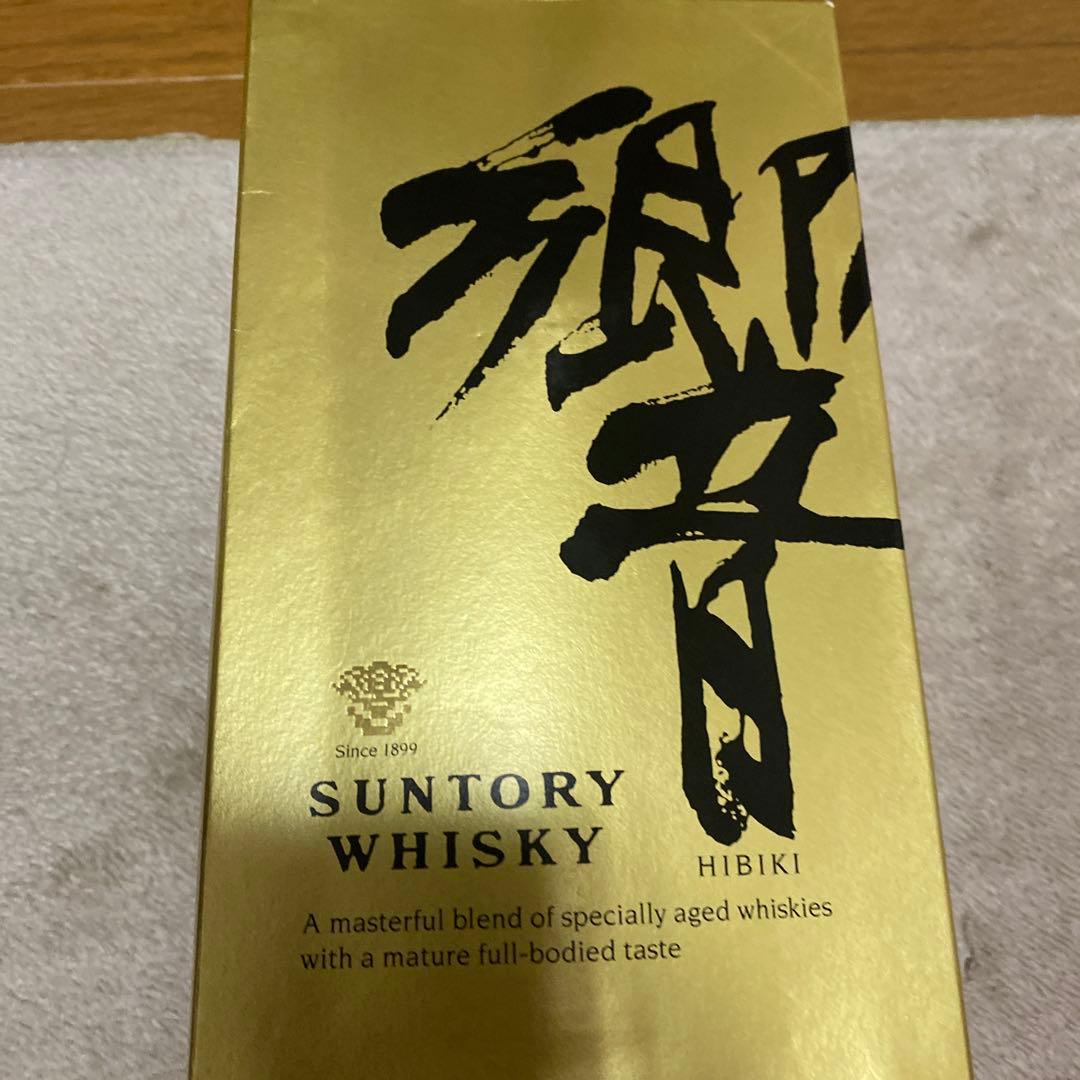 響
Since 1899
SUNTORY
WHISKY
HIBIKI
A masterful blend of specially aged whiskies
with a mature full-bodied taste